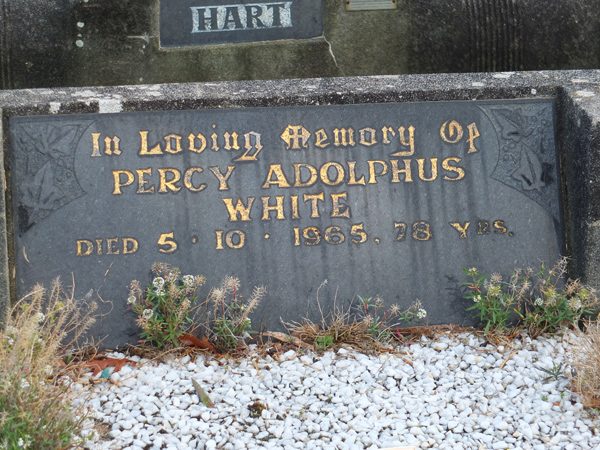 HART
In Loving Memory Of
PERCY ADOLPHUS
WHITE
DIED 5 · 10 · 1965. 78 YRS.